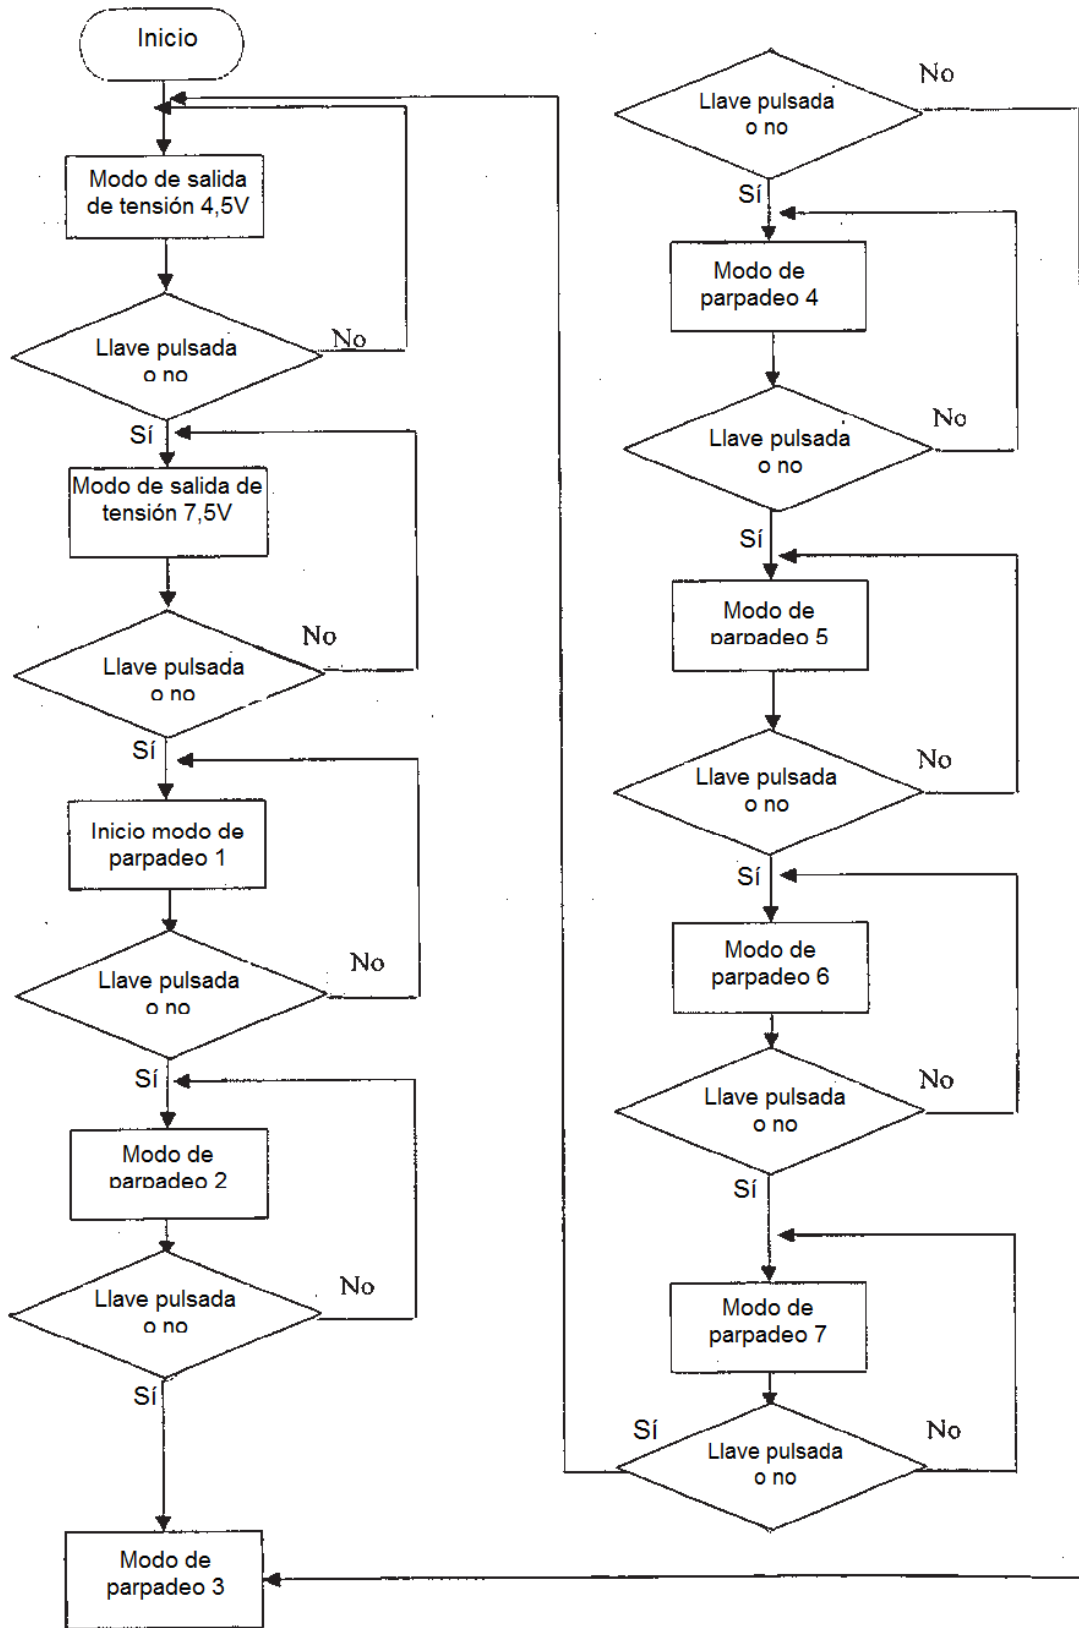 Inicio
Modo de salida
de tensión 4,5V
Llave pulsada
o no
No
Sí
Modo de salida de
tensión 7,5V
Llave pulsada
o no
No
Sí
Inicio modo de
parpadeo 1
Llave pulsada
o no
No
Sí
Modo de
parpadeo 2
Llave pulsada
o no
No
Sí
Modo de
parpadeo 3
Llave pulsada
o no
No
Sí
Modo de
parpadeo 4
Llave pulsada
o no
No
Sí
Modo de
parpadeo 5
Llave pulsada
o no
No
Sí
Modo de
parpadeo 6
Llave pulsada
o no
No
Sí
Modo de
parpadeo 7
Llave pulsada
o no
Sí
No